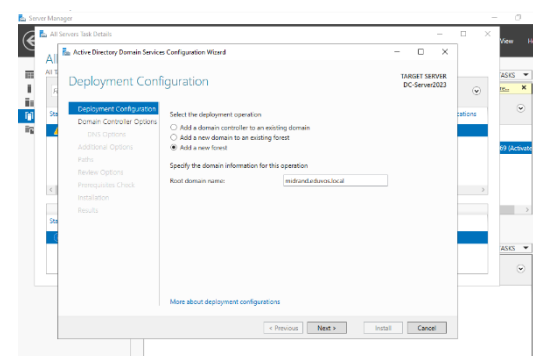 Server Manager
All Servers Task Details
View
Active Directory Domain Services Configuration Wizard
All
TASKS
Deployment Configuration
TARGET SERVER
DC-Server2023
Deployment Configuration
Domain Controller Options
DNS Options
Additional Options
Paths
Review Options
Prerequisites Check
Installation
Results
Select the deployment operation
Add a domain controller to an existing domain
Add a new domain to an existing forest
Add a new forest
Specify the domain information for this operation
Root domain name:
More about deployment configurations
< Previous
Next >
Install
Cancel
TASKS